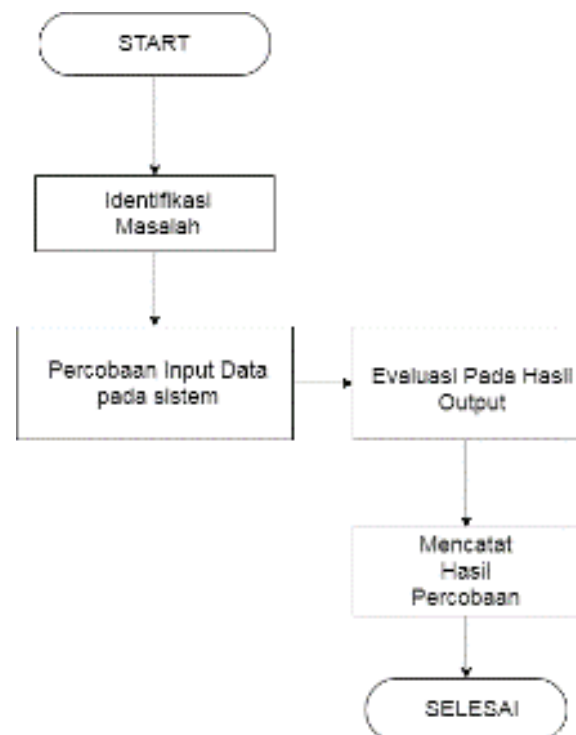 START
Identifikasi
Masalah
Percobaan Input Data
pada sistem
Evaluasi Pada Hasil
Output
Mencatat
Hasil
Percobaan
SELESAI